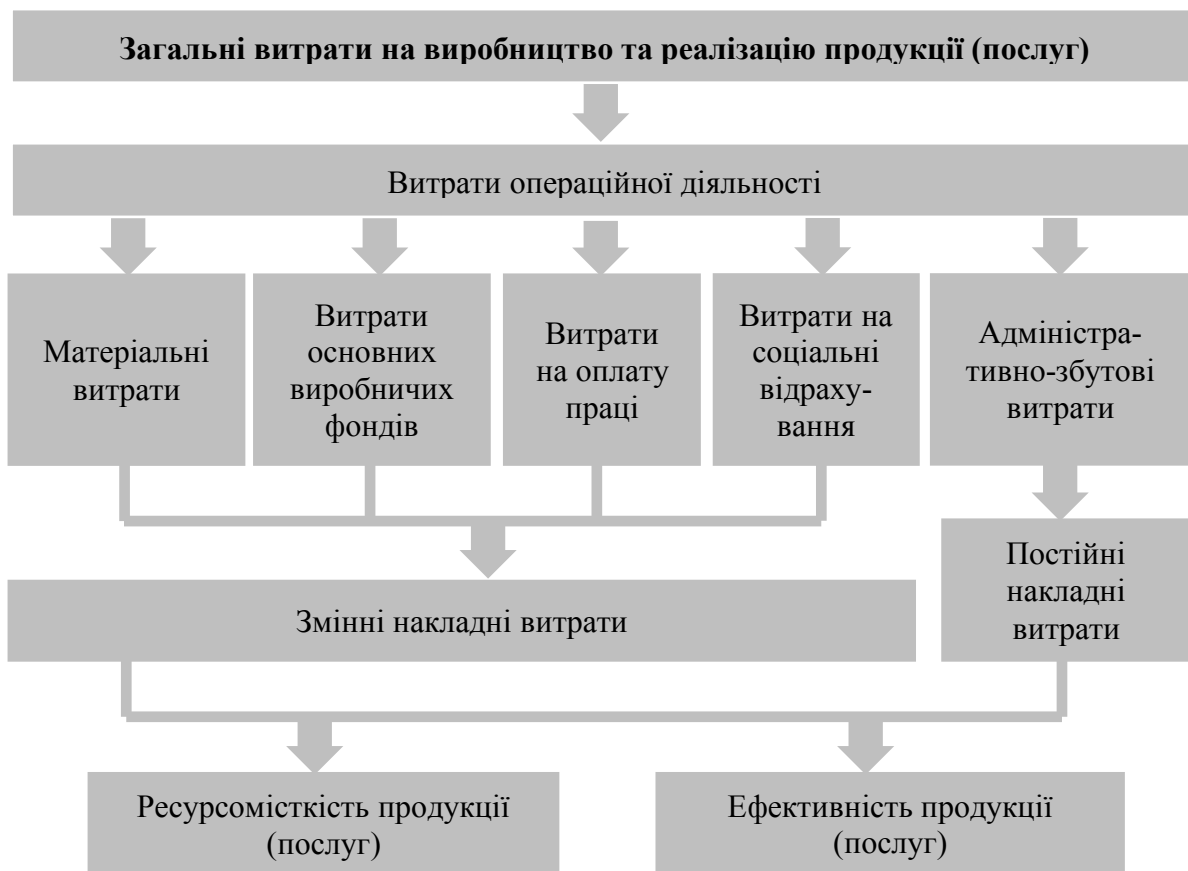 Загальні витрати на виробництво та реалізацію продукції (послуг)
Витрати операційної діяльності
Матеріальні
витрати
Витрати
основних
виробничих
фондів
Витрати
на оплату
праці
Витрати на
соціальні
відраху-
вання
Адміністра-
тивно-збутові
витрати
Змінні накладні витрати
Постійні
накладні
витрати
Ресурсомісткість продукції
(послуг)
Ефективність продукції
(послуг)